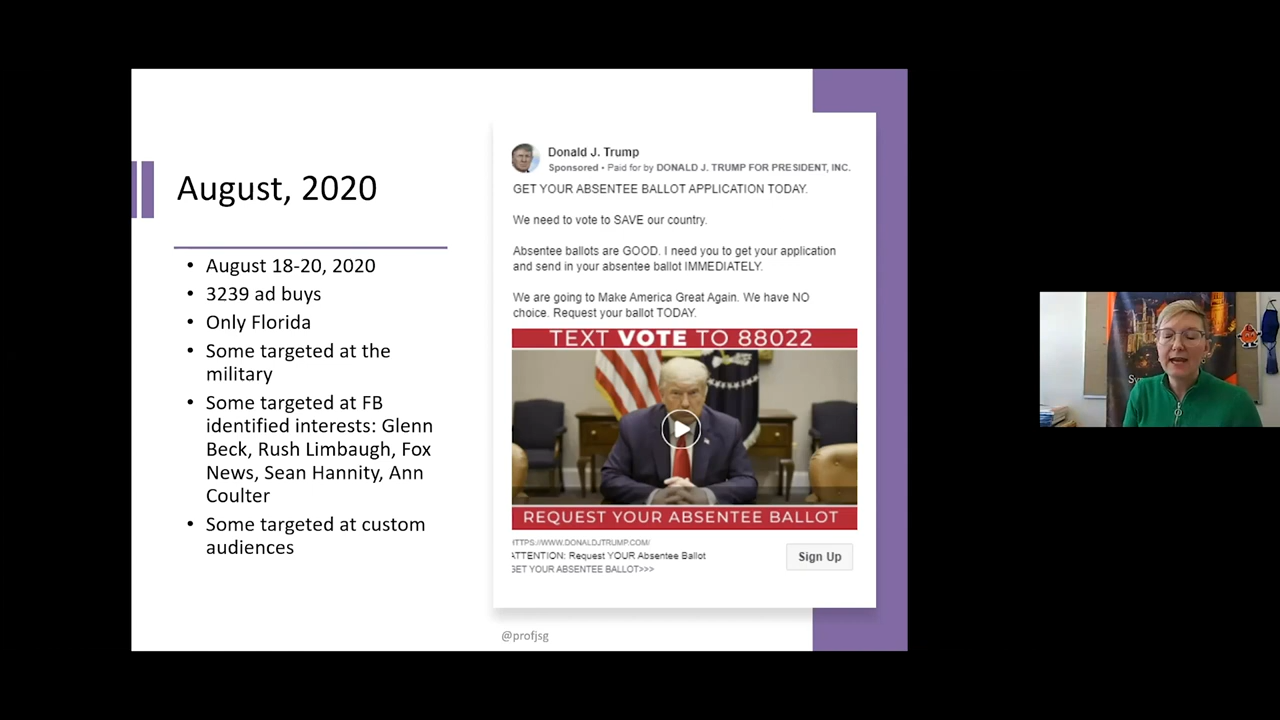 August, 2020
• August 18-20, 2020
• 3239 ad buys
• Only Florida
• Some targeted at the
military
• Some targeted at FB
identified interests: Glenn
Beck, Rush Limbaugh, Fox
News, Sean Hannity, Ann
Coulter
• Some targeted at custom
audiences
Donald J. Trump
Sponsored • Paid for by DONALD J. TRUMP FOR PRESIDENT, INC.
GET YOUR ABSENTEE BALLOT APPLICATION TODAY.
We need to vote to SAVE our country.
Absentee ballots are GOOD. I need you to get your application
and send in your absentee ballot IMMEDIATELY.
We are going to Make America Great Again. We have NO
choice. Request your ballot TODAY.
TEXT VOTE TO 88022
REQUEST YOUR ABSENTEE BALLOT
HTTPS://WWW.DONALDJTRUMP.COM/
ATTENTION: Request YOUR Absentee Ballot
GET YOUR ABSENTEE BALLOT>>>
Sign Up
@profjsg